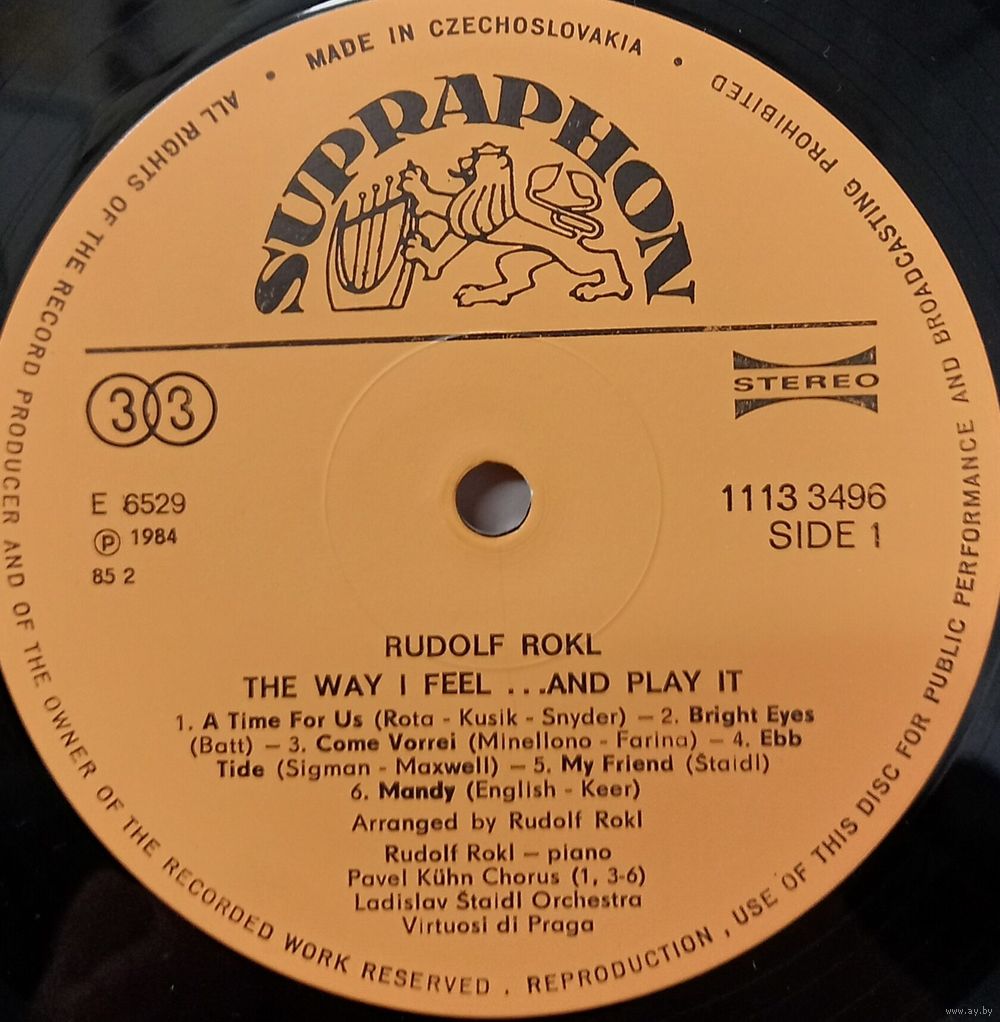 ALL RIGHTS OF THE RECORD PRODUCER AND OF THE OWNER OF THE RECORDED WORK RESERVED . REPRODUCTION , USE OF THIS DISC FOR PUBLIC PERFORMANCE AND BROADCASTING PROHIBITED
• MADE IN CZECHOSLOVAKIA •
SUPRAPHON
33
STEREO
E 6529
℗ 1984
85 2
1113 3496
SIDE 1
RUDOLF ROKL
THE WAY I FEEL ...AND PLAY IT
1. A Time For Us (Rota - Kusik - Snyder) — 2. Bright Eyes
(Batt) — 3. Come Vorrei (Minellono - Farina) — 4. Ebb
Tide (Sigman - Maxwell) — 5. My Friend (Štaidl)
6. Mandy (English - Keer)
Arranged by Rudolf Rokl
Rudolf Rokl — piano
Pavel Kühn Chorus (1, 3-6)
Ladislav Štaidl Orchestra
Virtuosi di Praga
www.ay.by